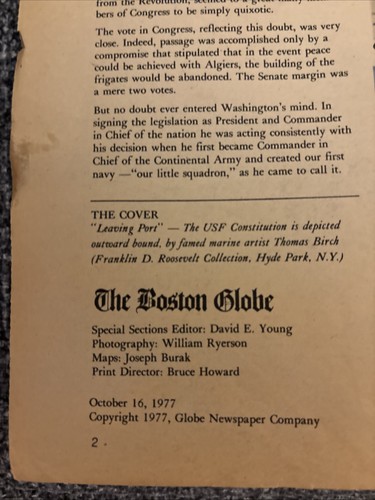 from the Revolution, seemed to a great many
bers of Congress to be simply quixotic.
The vote in Congress, reflecting this doubt, was very
close. Indeed, passage was accomplished only by a
compromise that stipulated that in the event peace
could be achieved with Algiers, the building of the
frigates would be abandoned. The Senate margin was
a mere two votes.
But no doubt ever entered Washington's mind. In
signing the legislation as President and Commander
in Chief of the nation he was acting consistently with
his decision when he first became Commander in
Chief of the Continental Army and created our first
navy —"our little squadron," as he came to call it.
THE COVER
"Leaving Port" — The USF Constitution is depicted
outward bound, by famed marine artist Thomas Birch
(Franklin D. Roosevelt Collection, Hyde Park, N.Y.)
The Boston Globe
Special Sections Editor: David E. Young
Photography: William Ryerson
Maps: Joseph Burak
Print Director: Bruce Howard
October 16, 1977
Copyright 1977, Globe Newspaper Company
2